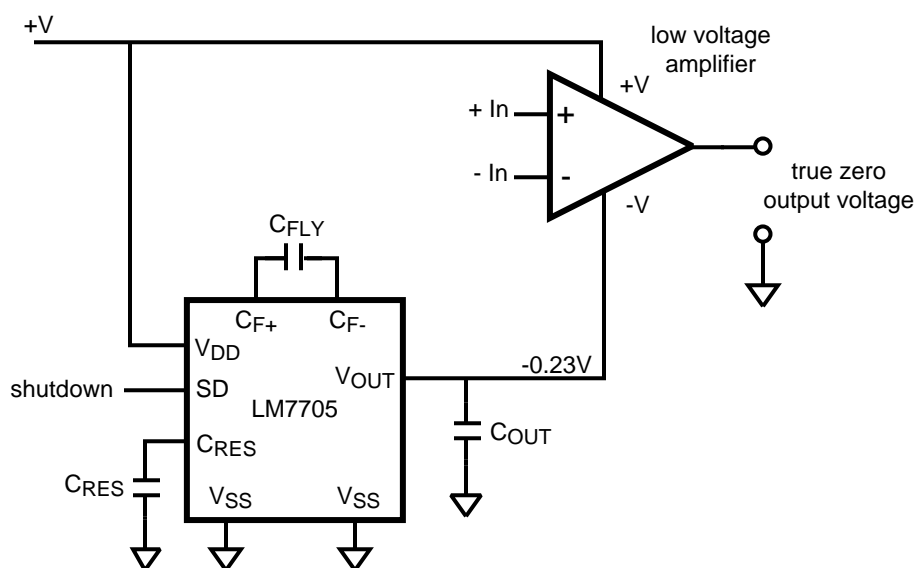 +V
low voltage
amplifier
+V
+ In
+
- In
-
-V
true zero
output voltage
CFLY
CF+
CF-
VDD
shutdown
SD
VOUT
-0.23V
LM7705
COUT
CRES
CRES
VSS
VSS